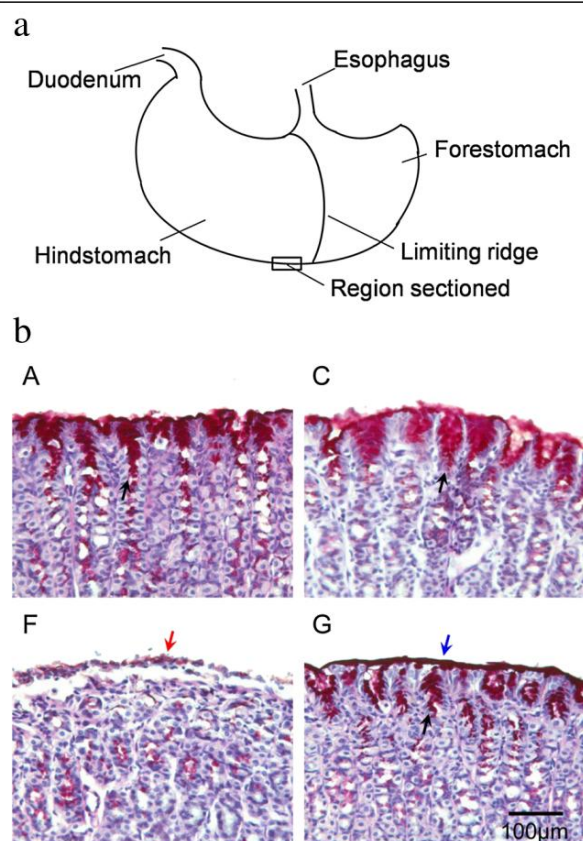 a
Duodenum
Esophagus
Forestomach
Hindstomach
Limiting ridge
Region sectioned
b
A
C
F
G
100μm